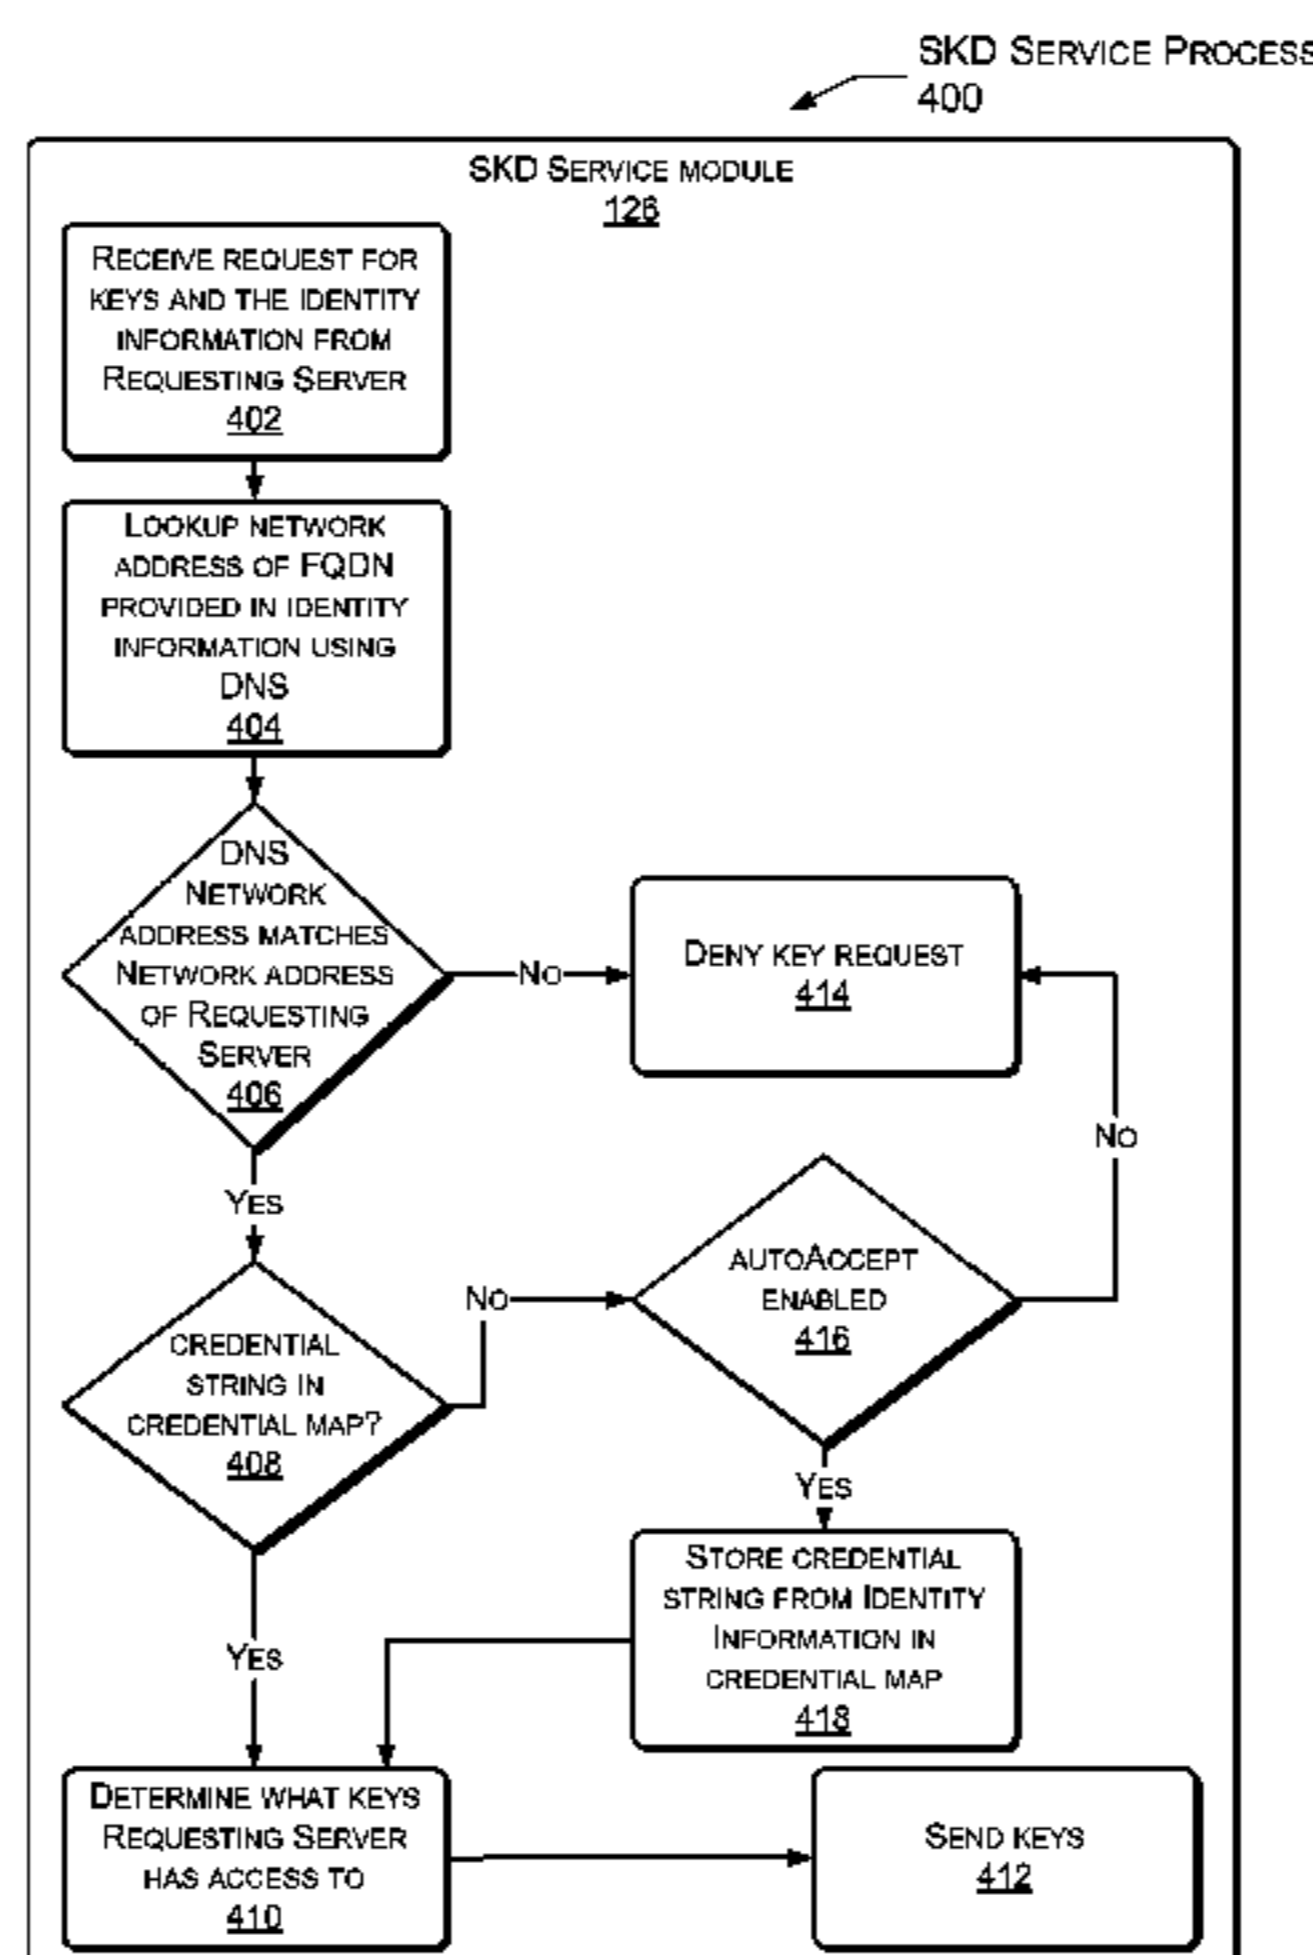 SKD SERVICE PROCESS
400
SKD SERVICE MODULE
126
RECEIVE REQUEST FOR
KEYS AND THE IDENTITY
INFORMATION FROM
REQUESTING SERVER
402
LOOKUP NETWORK
ADDRESS OF FQDN
PROVIDED IN IDENTITY
INFORMATION USING
DNS
404
DNS
NETWORK
ADDRESS MATCHES
NETWORK ADDRESS
OF REQUESTING
SERVER
406
NO
DENY KEY REQUEST
414
NO
YES
CREDENTIAL
STRING IN
CREDENTIAL MAP?
408
NO
AUTOACCEPT
ENABLED
416
YES
STORE CREDENTIAL
STRING FROM IDENTITY
INFORMATION IN
CREDENTIAL MAP
418
YES
DETERMINE WHAT KEYS
REQUESTING SERVER
HAS ACCESS TO
410
SEND KEYS
412